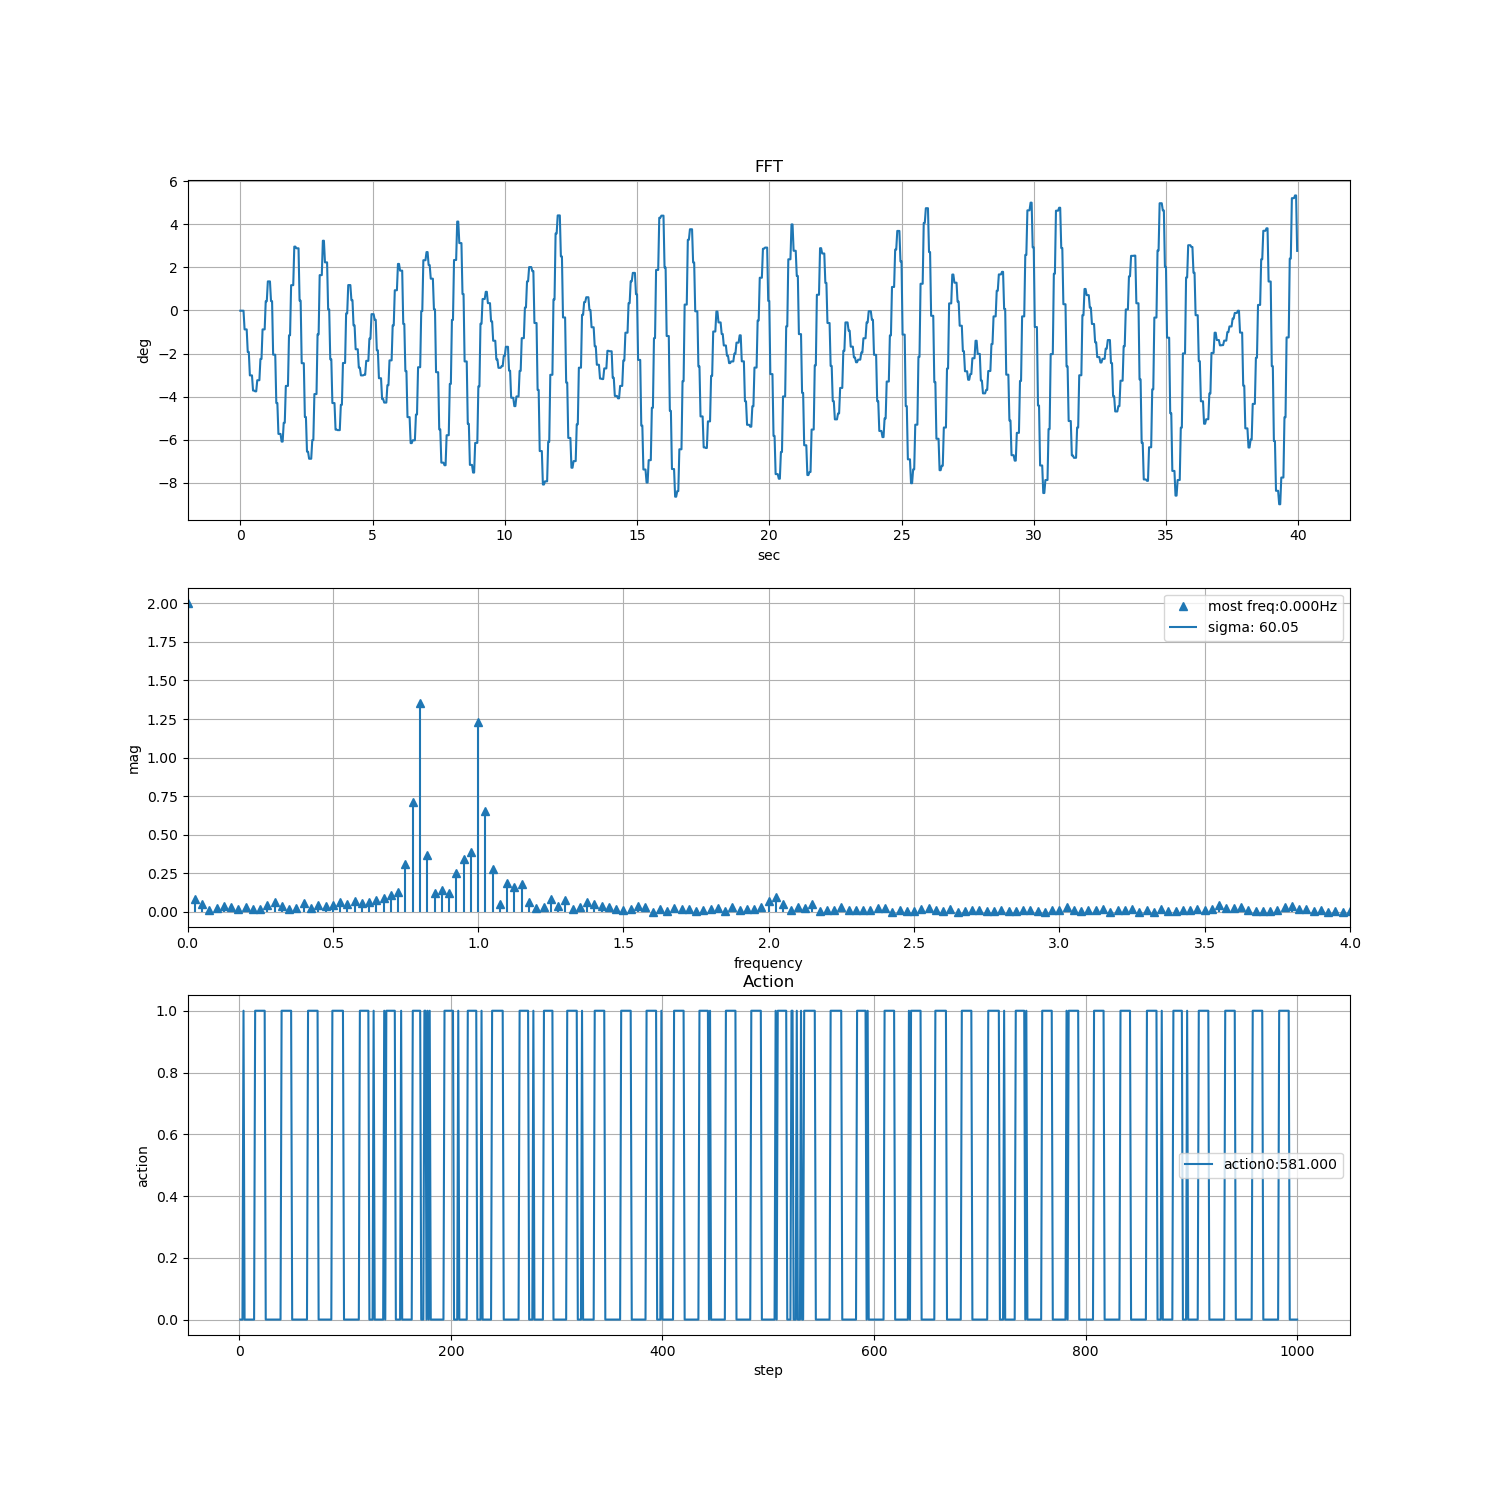 FFT
6
4
2
0
−2
−4
−6
−8
deg
0 5 10 15 20 25 30 35 40
sec
2.00
1.75
1.50
1.25
1.00
0.75
0.50
0.25
0.00
mag
most freq:0.000Hz
sigma: 60.05
0.0 0.5 1.0 1.5 2.0 2.5 3.0 3.5 4.0
frequency
Action
1.0
0.8
0.6
0.4
0.2
0.0
action
action0:581.000
0 200 400 600 800 1000
step